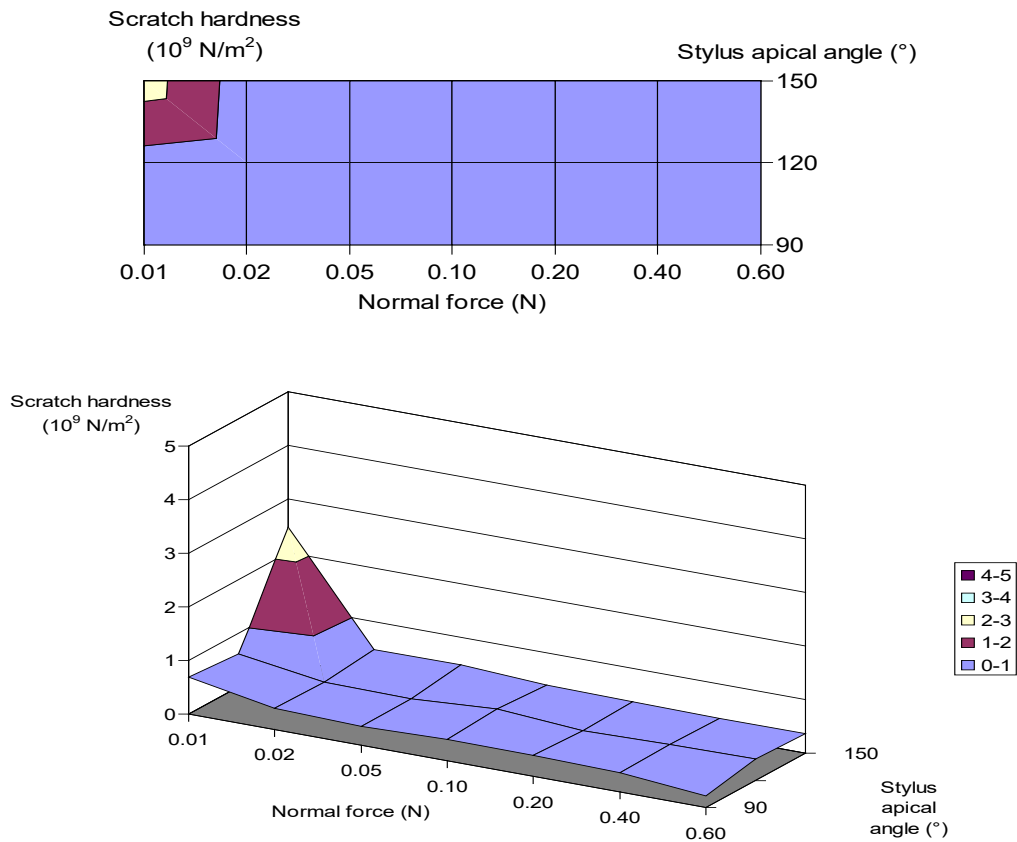 Scratch hardness
(10⁹ N/m²)
Stylus apical angle (°)
150
120
90
0.01 0.02 0.05 0.10 0.20 0.40 0.60
Normal force (N)
Scratch hardness
(10⁹ N/m²)
5
4
3
2
1
0
0.01
0.02
0.05
0.10
0.20
0.40
0.60
Normal force (N)
90
150
Stylus
apical
angle (°)
4-5
3-4
2-3
1-2
0-1